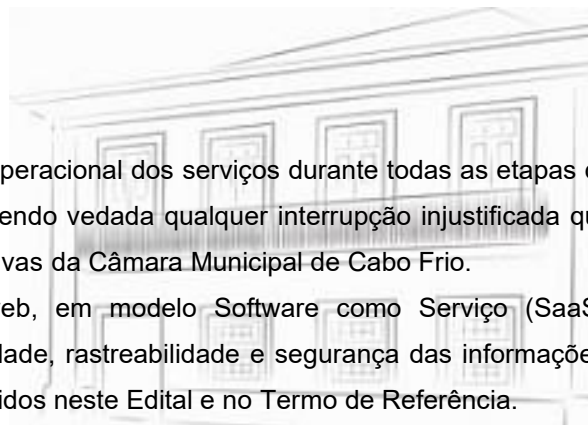 peracional dos serviços durante todas as etapas
endo vedada qualquer interrupção injustificada
vas da Câmara Municipal de Cabo Frio.
eb, em modelo Software como Serviço (SaaS
dade, rastreabilidade e segurança das informaçõe
idos neste Edital e no Termo de Referência.